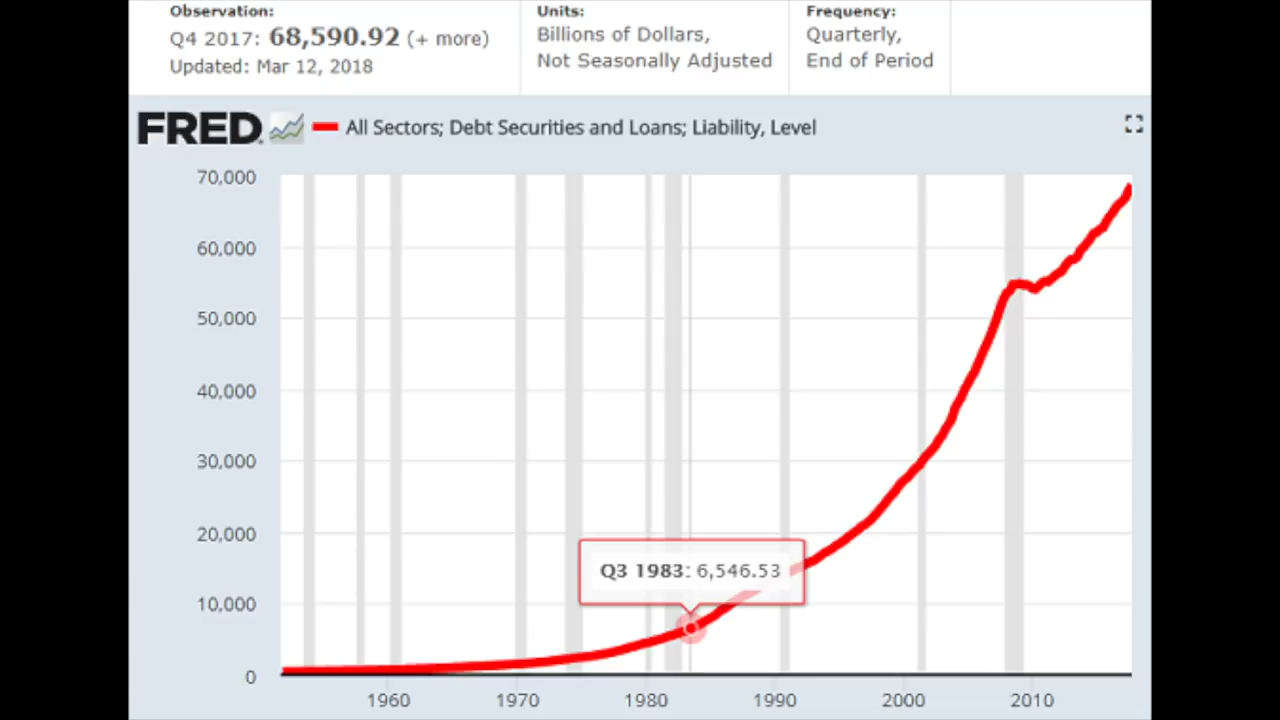 Observation:
Q4 2017: 68,590.92 (+ more)
Updated: Mar 12, 2018
Units:
Billions of Dollars,
Not Seasonally Adjusted
Frequency:
Quarterly,
End of Period
FRED
All Sectors; Debt Securities and Loans; Liability, Level
70,000
60,000
50,000
40,000
30,000
20,000
10,000
0
Q3 1983: 6,546.53
1960 1970 1980 1990 2000 2010